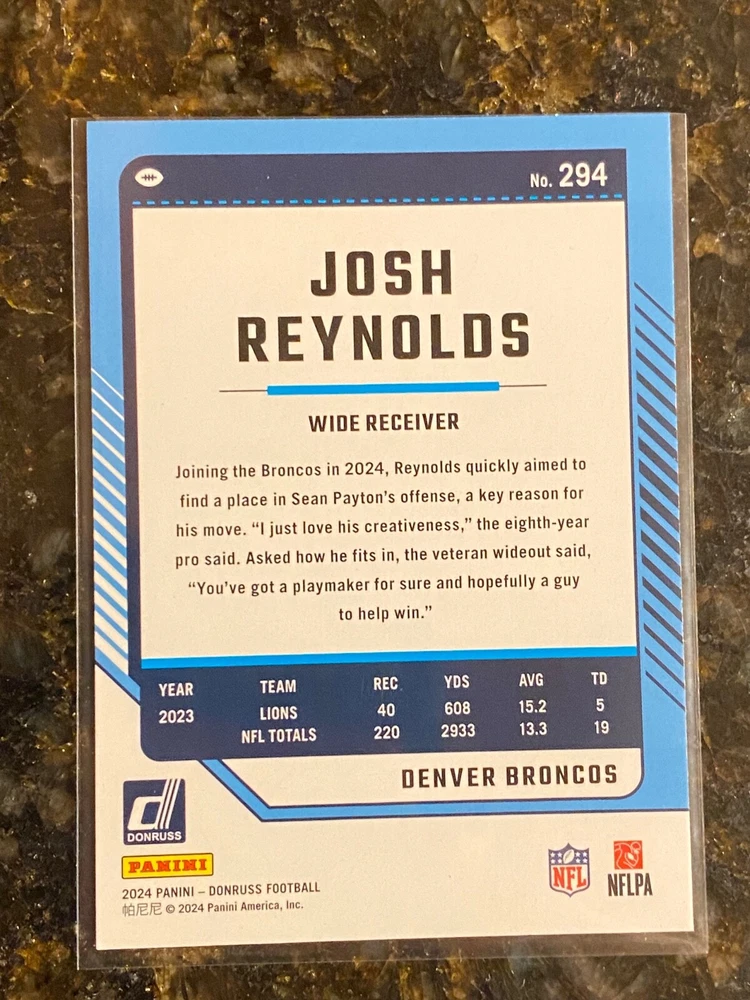 No. 294
JOSH
REYNOLDS
WIDE RECEIVER
Joining the Broncos in 2024, Reynolds quickly aimed to
find a place in Sean Payton's offense, a key reason for
his move. “I just love his creativeness,” the eighth-year
pro said. Asked how he fits in, the veteran wideout said,
“You've got a playmaker for sure and hopefully a guy
to help win.”
YEAR TEAM REC YDS AVG TD
2023 LIONS 40 608 15.2 5
NFL TOTALS 220 2933 13.3 19
DENVER BRONCOS
d
DONRUSS
PANINI
2024 PANINI – DONRUSS FOOTBALL
帕尼尼 © 2024 Panini America, Inc.
NFL
NFLPA